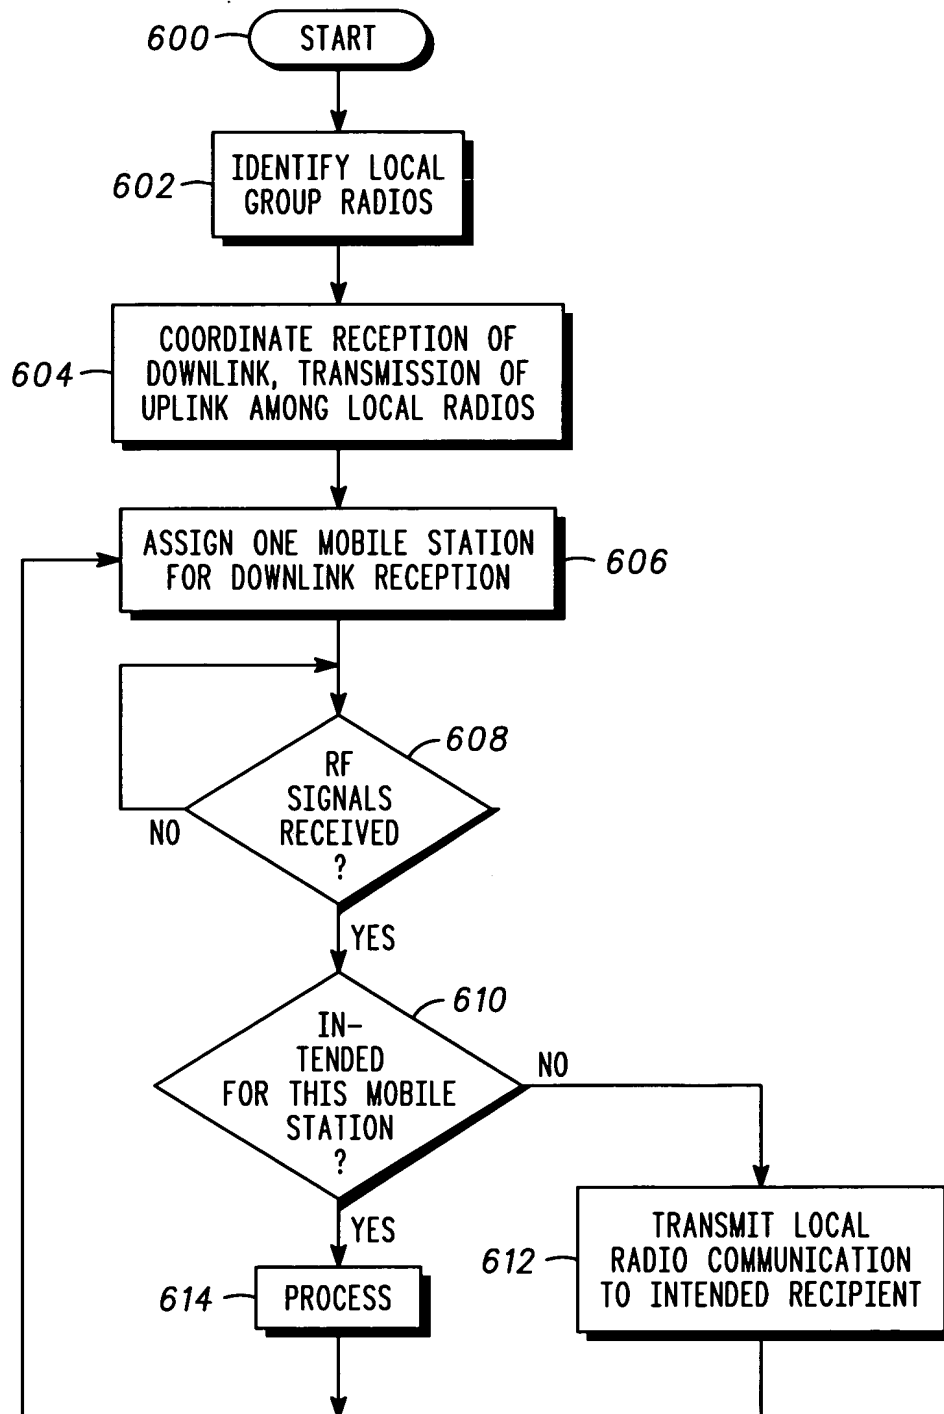 600
START
602
IDENTIFY LOCAL
GROUP RADIOS
604
COORDINATE RECEPTION OF
DOWNLINK, TRANSMISSION OF
UPLINK AMONG LOCAL RADIOS
ASSIGN ONE MOBILE STATION
FOR DOWNLINK RECEPTION
606
608
RF
SIGNALS
RECEIVED
?
NO
YES
610
IN-
TENDED
FOR THIS MOBILE
STATION
?
NO
YES
612
TRANSMIT LOCAL
RADIO COMMUNICATION
TO INTENDED RECIPIENT
614
PROCESS